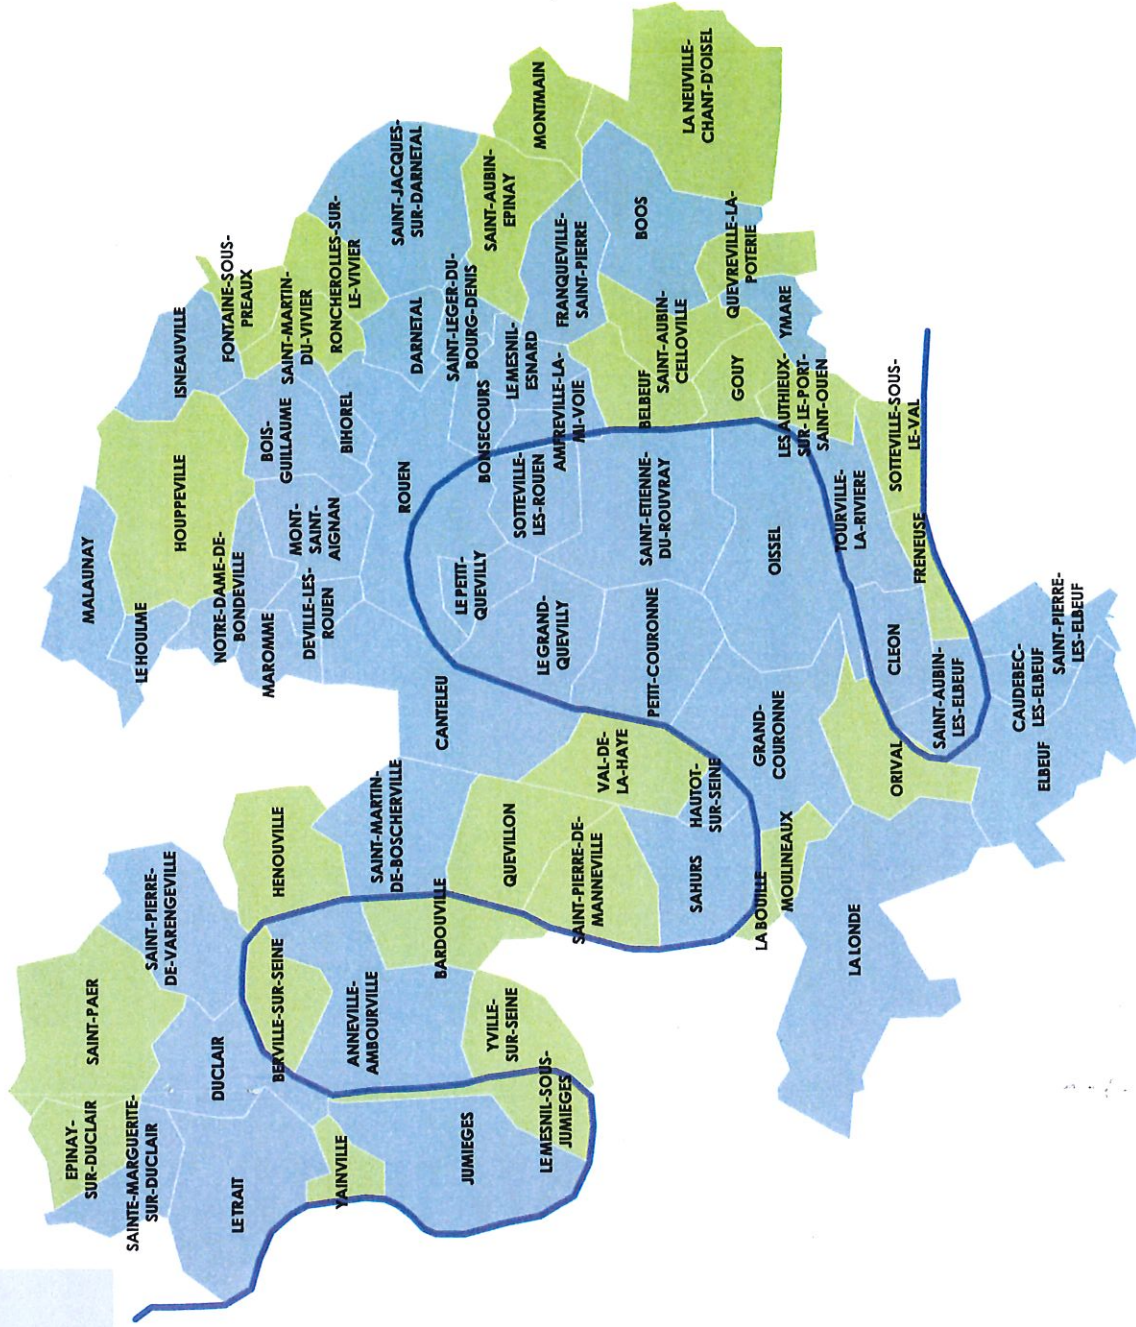 EPINAY-
SUR-DUCLAIR
SAINT-PAER
SAINTE-MARGUERITE-
SUR-DUCLAIR
SAINT-PIERRE-
DE-VARENGEVILLE
LE TRAIT
DUCLAIR
HENOUVILLE
BERVILLE-SUR-SEINE
YAINVILLE
ANNEVILLE-
AMBOURVILLE
SAINT-MARTIN-
DE-BOSCHERVILLE
BARDOUVILLE
JUMIEGES
YVILLE-
SUR-SEINE
LE MESNIL-SOUS-
JUMIEGES
QUEVILLON
SAINT-PIERRE-DE-
MANNEVILLE
VAL-DE-
LA-HAYE
HAUTOT-
SUR-SEINE
SAHURS
LA BOUILLE
MOULINEAUX
LA LONDE
MALAUNAY
LE HOULME
HOUPPEVILLE
ISNEAUVILLE
NOTRE-DAME-DE-
BONDEVILLE
MAROMME
DEVILLE-LES-
ROUEN
MONT-
SAINT-
AIGNAN
BOIS-
GUILLAUME
BIHOREL
FONTAINE-SOUS-
PREAUX
SAINT-MARTIN-
DU-VIVIER
RONCHEROLLES-SUR-
LE-VIVIER
CANTELEU
ROUEN
DARNETAL
SAINT-JACQUES-
SUR-DARNETAL
SAINT-LEGER-DU-
BOURG-DENIS
SAINT-AUBIN-
EPINAY
MONTMAIN
LE PETIT-
QUEVILLY
BONSECOURS
LE MESNIL-
ESNARD
FRANQUEVILLE-
SAINT-PIERRE
SOTTEVILLE-
LES-ROUEN
AMFREVILLE-LA-
MI-VOIE
LE GRAND-
QUEVILLY
BOOS
LA NEUVILLE-
CHANT-D'OISEL
PETIT-COURONNE
SAINT-ETIENNE-
DU-ROUVRAY
BELBEUF
SAINT-AUBIN-
CELLOVILLE
QUEVREVILLE-LA-
POTERIE
GOUY
YMARE
GRAND-
COURONNE
OISSEL
LES AUTHIEUX-
SUR-LE-PORT-
SAINT-OUEN
TOURVILLE-
LA-RIVIERE
SOTTEVILLE-SOUS-
LE-VAL
FRENEUSE
CLEON
ORIVAL
SAINT-AUBIN-
LES-ELBEUF
ELBEUF
CAUDEBEC-
LES-ELBEUF
SAINT-PIERRE-
LES-ELBEUF